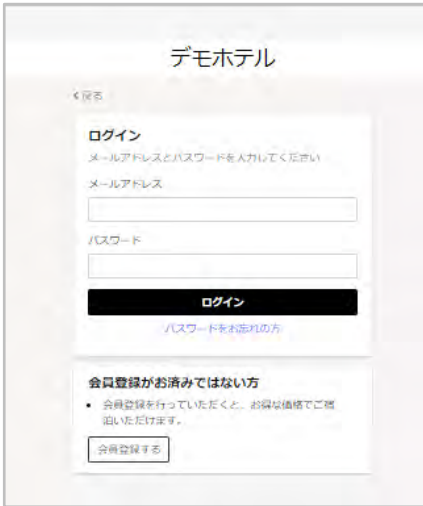 デモホテル
戻る
ログイン
メールアドレスとパスワードを入力してください
メールアドレス
パスワード
ログイン
パスワードをお忘れの方
会員登録がお済みではない方
会員登録を行っていただくと、お得な価格でご宿
泊いただけます。
会員登録する